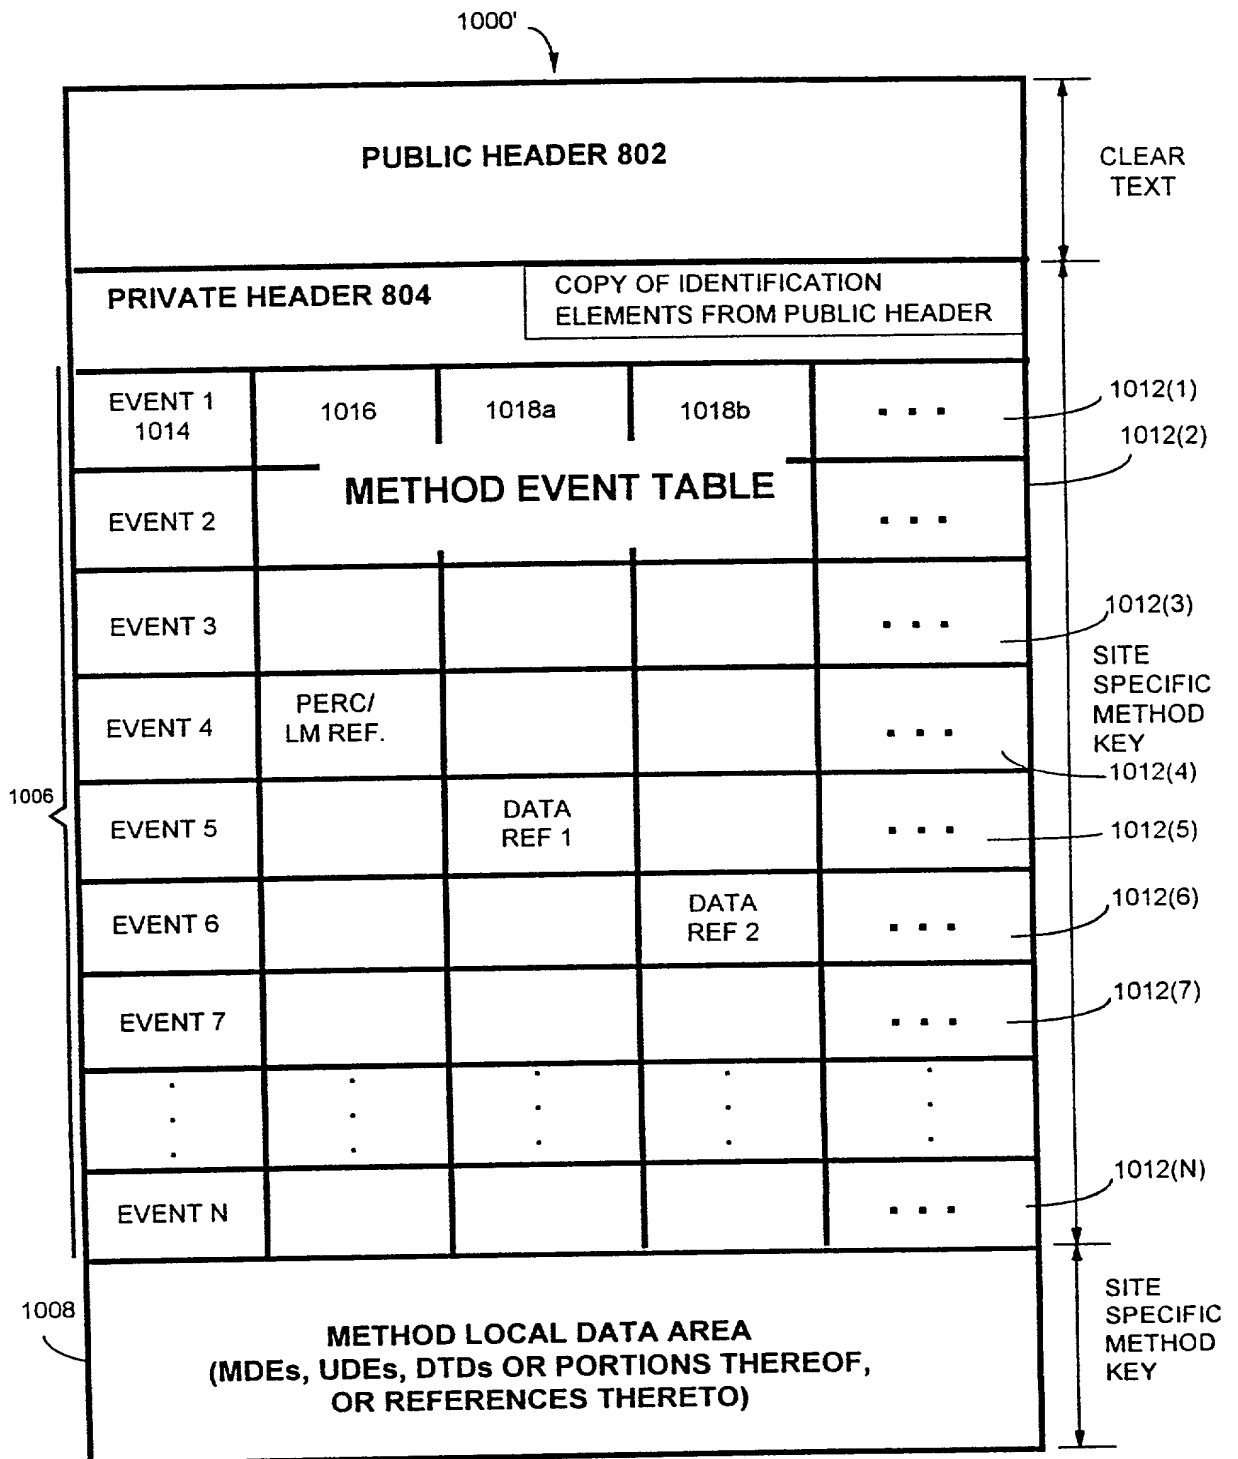 1000'
PUBLIC HEADER 802
CLEAR
TEXT
PRIVATE HEADER 804
COPY OF IDENTIFICATION
ELEMENTS FROM PUBLIC HEADER
EVENT 1
1014
1016
1018a
1018b
. . .
1012(1)
1012(2)
METHOD EVENT TABLE
EVENT 2
. . .
EVENT 3
. . .
1012(3)
SITE
SPECIFIC
METHOD
KEY
EVENT 4
PERC/
LM REF.
. . .
1012(4)
1006
EVENT 5
DATA
REF 1
. . .
1012(5)
EVENT 6
DATA
REF 2
. . .
1012(6)
EVENT 7
. . .
1012(7)
EVENT N
. . .
1012(N)
1008
METHOD LOCAL DATA AREA
(MDEs, UDEs, DTDs OR PORTIONS THEREOF,
OR REFERENCES THERETO)
SITE
SPECIFIC
METHOD
KEY